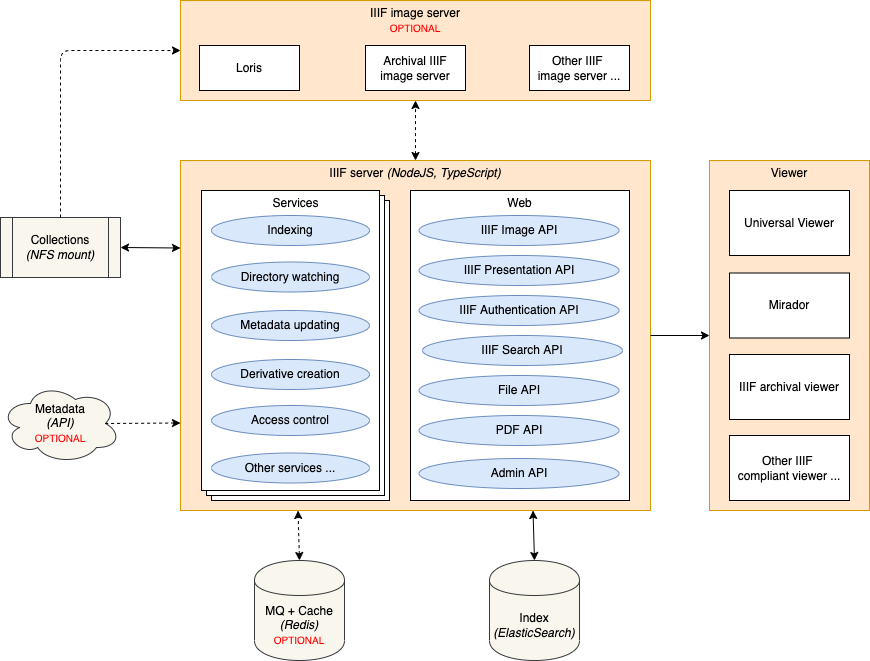 IIIF image server
OPTIONAL
Loris
Archival IIIF
image server
Other IIIF
image server ...
IIIF server (NodeJS, TypeScript)
Services
Indexing
Directory watching
Metadata updating
Derivative creation
Access control
Other services ...
Web
IIIF Image API
IIIF Presentation API
IIIF Authentication API
IIIF Search API
File API
PDF API
Admin API
Viewer
Universal Viewer
Mirador
IIIF archival viewer
Other IIIF
compliant viewer ...
Collections
(NFS mount)
Metadata
(API)
OPTIONAL
MQ + Cache
(Redis)
OPTIONAL
Index
(ElasticSearch)